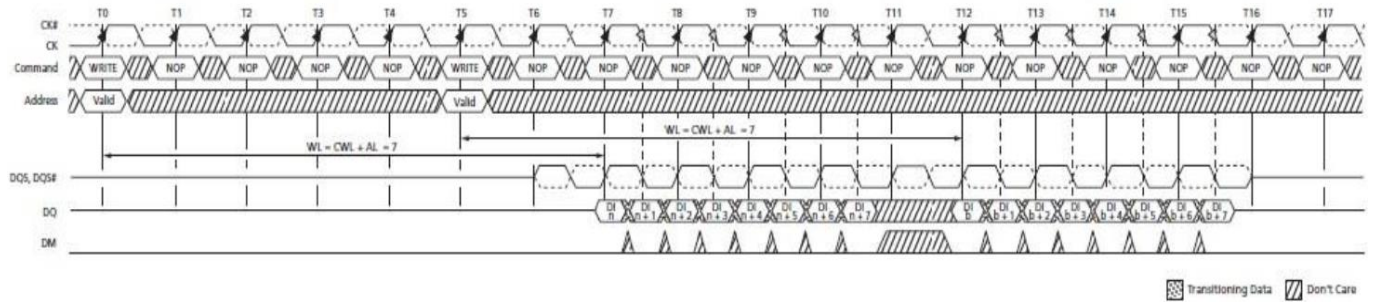 T0 T1 T2 T3 T4 T5 T6 T7 T8 T9 T10 T11 T12 T13 T14 T15 T16 T17
CK#
CK
Command WRITE NOP NOP NOP NOP WRITE NOP NOP NOP NOP NOP NOP NOP NOP NOP NOP NOP NOP
Address Valid Valid
WL = CWL + AL = 7
WL = CWL + AL = 7
DQS, DQS#
DQ DI n DI n + 1 DI n + 2 DI n + 3 DI n + 4 DI n + 5 DI n + 6 DI n + 7 DI b DI b + 1 DI b + 2 DI b + 3 DI b + 4 DI b + 5 DI b + 6 DI b + 7
DM
Transitioning Data Don't Care